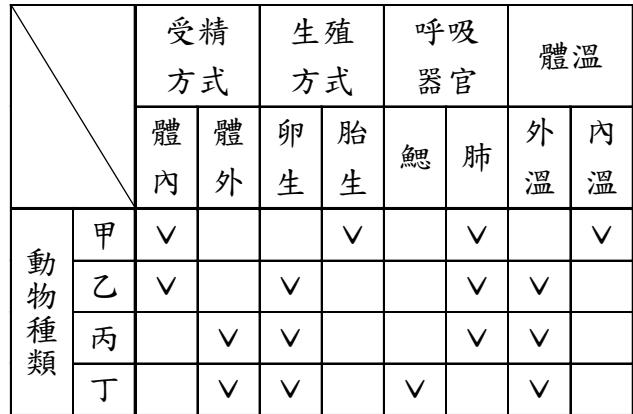 受精方式 生殖方式 呼吸器官 體溫
體內 體外 卵生 胎生 鰓 肺 外溫 內溫
動物種類
甲 ∨ ∨ ∨ ∨
乙 ∨ ∨ ∨ ∨
丙 ∨ ∨ ∨ ∨
丁 ∨ ∨ ∨ ∨